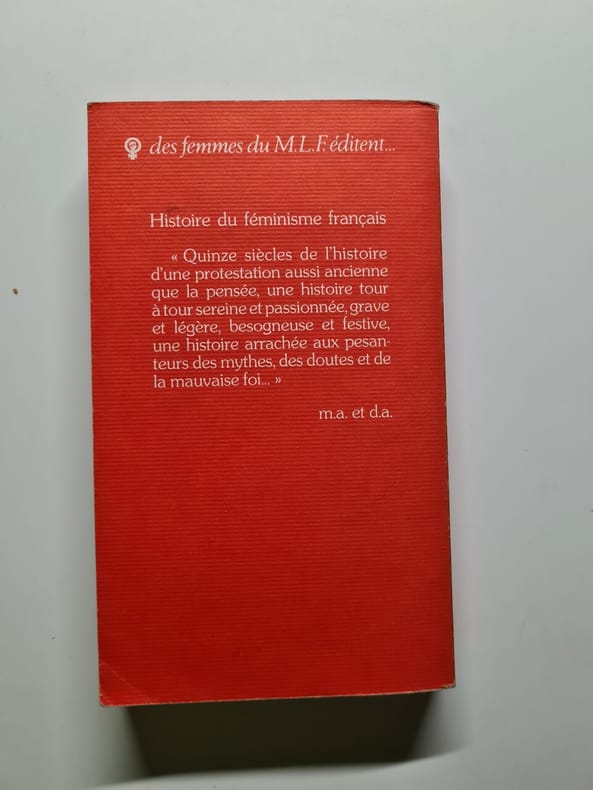 des femmes du M.L.F. éditent...
Histoire du féminisme français
« Quinze siècles de l'histoire
d'une protestation aussi ancienne
que la pensée, une histoire tour
à tour sereine et passionnée, grave
et légère, besogneuse et festive,
une histoire arrachée aux pesan-
teurs des mythes, des doutes et de
la mauvaise foi... »
m.a. et d.a.